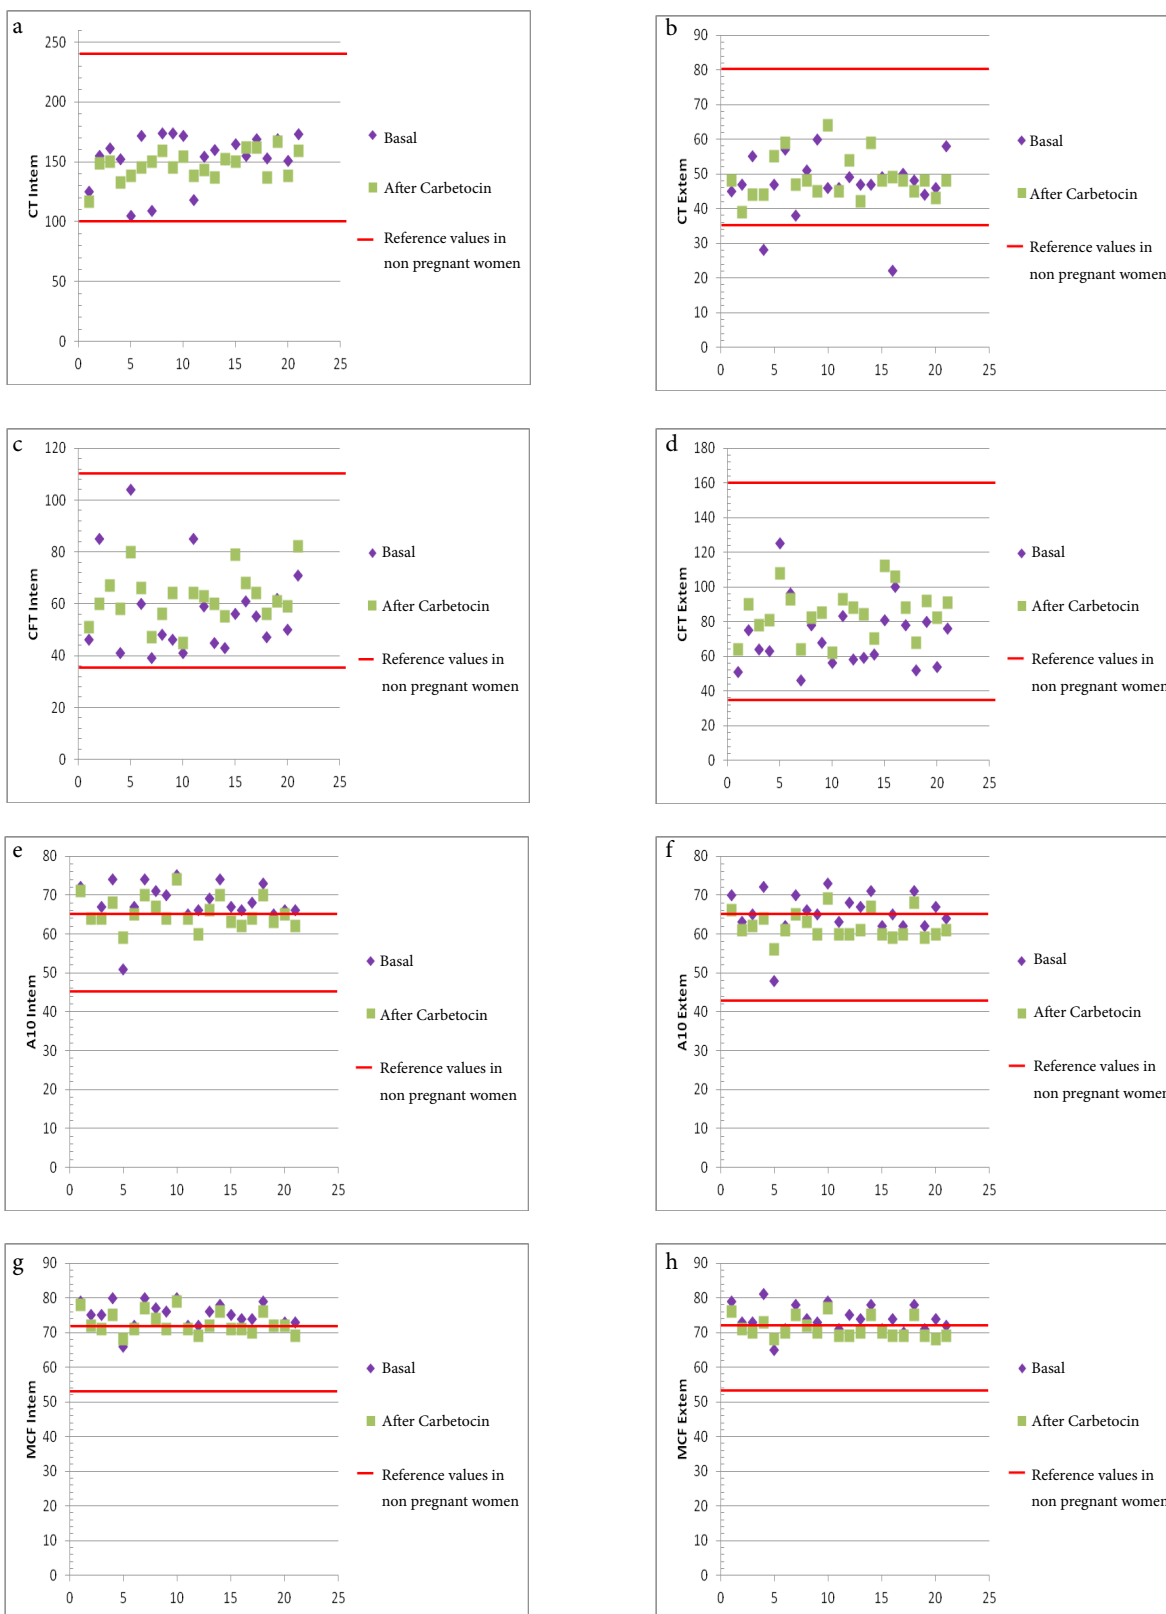 a
250
200
150
100
50
0
0 5 10 15 20 25
CT Intem
Basal
After Carbetocin
Reference values in
non pregnant women
b
90
80
70
60
50
40
30
20
10
0
0 5 10 15 20 25
CT Extem
Basal
After Carbetocin
Reference values in
non pregnant women
c
120
100
80
60
40
20
0
0 5 10 15 20 25
CFT Intem
Basal
After Carbetocin
Reference values in
non pregnant women
d
180
160
140
120
100
80
60
40
20
0
0 5 10 15 20 25
CFT Extem
Basal
After Carbetocin
Reference values in
non pregnant women
e
80
70
60
50
40
30
20
10
0
0 5 10 15 20 25
A10 Intem
Basal
After Carbetocin
Reference values in
non pregnant women
f
80
70
60
50
40
30
20
10
0
0 5 10 15 20 25
A10 Extem
Basal
After Carbetocin
Reference values in
non pregnant women
g
90
80
70
60
50
40
30
20
10
0
0 5 10 15 20 25
MCF Intem
Basal
After Carbetocin
Reference values in
non pregnant women
h
90
80
70
60
50
40
30
20
10
0
0 5 10 15 20 25
MCF Extem
Basal
After Carbetocin
Reference values in
non pregnant women